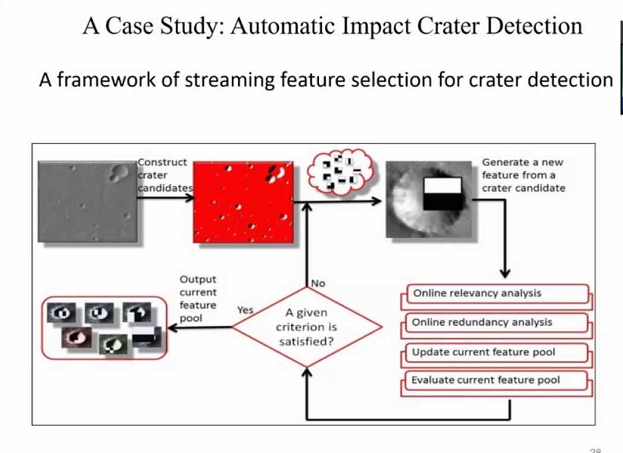 A Case Study: Automatic Impact Crater Detection
A framework of streaming feature selection for crater detection
Construct
crater
candidates
Generate a new
feature from a
crater candidate
Online relevancy analysis
Online redundancy analysis
Update current feature pool
Evaluate current feature pool
No
A given
criterion is
satisfied?
Yes
Output
current
feature
pool